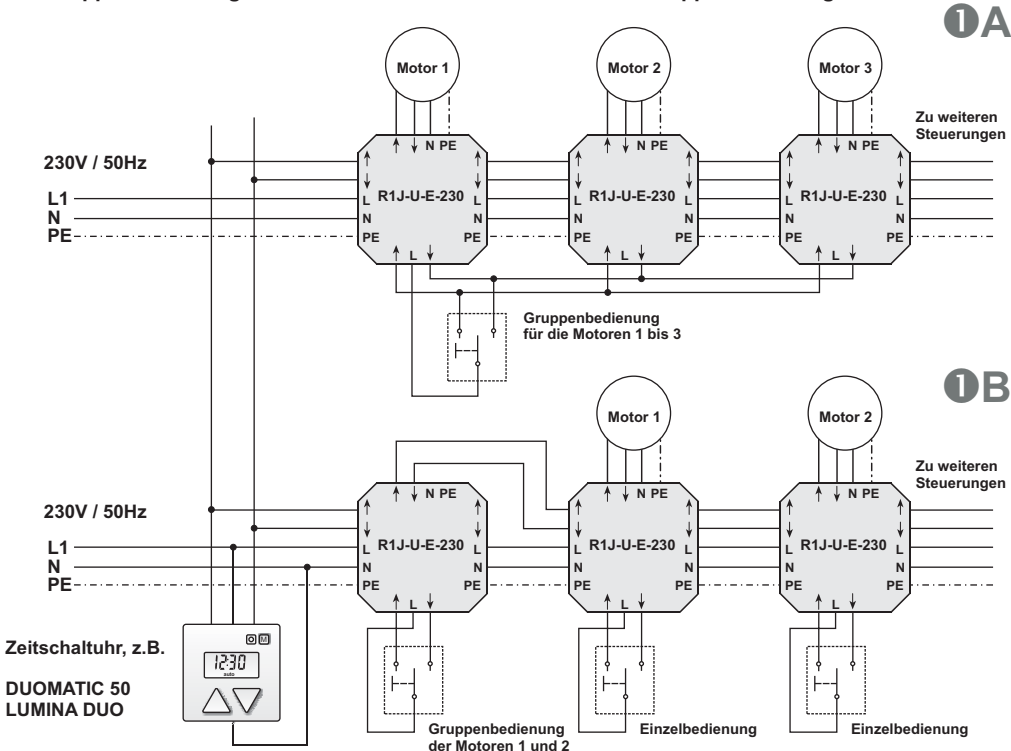 ❶A
Motor 1
Motor 2
Motor 3
Zu weiteren
Steuerungen
230V / 50Hz
L1
N
PE
↑ ↓ N PE
↑ ↓ N PE
↑ ↓ N PE
R1J-U-E-230
R1J-U-E-230
R1J-U-E-230
L L L L L L
N N N N N N
PE PE PE PE PE PE
↑ L ↓
↑ L ↓
↑ L ↓
Gruppenbedienung
für die Motoren 1 bis 3
❶B
Motor 1
Motor 2
Zu weiteren
Steuerungen
230V / 50Hz
L1
N
PE
↑ ↓ N PE
↑ ↓ N PE
↑ ↓ N PE
R1J-U-E-230
R1J-U-E-230
R1J-U-E-230
L L L L L L
N N N N N N
PE PE PE PE PE PE
↑ L ↓
↑ L ↓
↑ L ↓
Zeitschaltuhr, z.B.
DUOMATIC 50
LUMINA DUO
M
12:30
auto
Gruppenbedienung
der Motoren 1 und 2
Einzelbedienung
Einzelbedienung